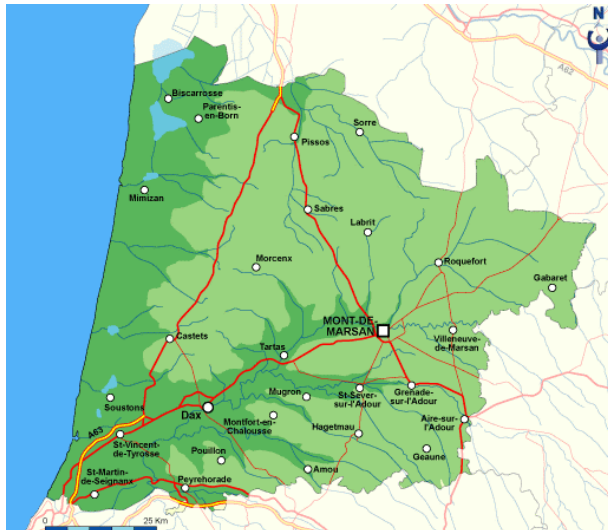 N
A62
Biscarrosse
Parentis-
en-Born
Sorre
Pissos
Mimizan
Sabres
Labrit
Morcenx
Roquefort
Gabaret
MONT-DE-
MARSAN
Castets
Tartas
Villeneuve-
de-Marsan
Soustons
Dax
Mugron
St-Sever-
sur-l'Adour
Grenade-
sur-l'Adour
Aire-sur-
l'Adour
A63
St-Vincent-
de-Tyrosse
Montfort-en-
Chalousse
Hagetmau
Geaune
Pouillon
Amou
St-Martin-
de-Seignanx
Peyrehorade
0
25 Km